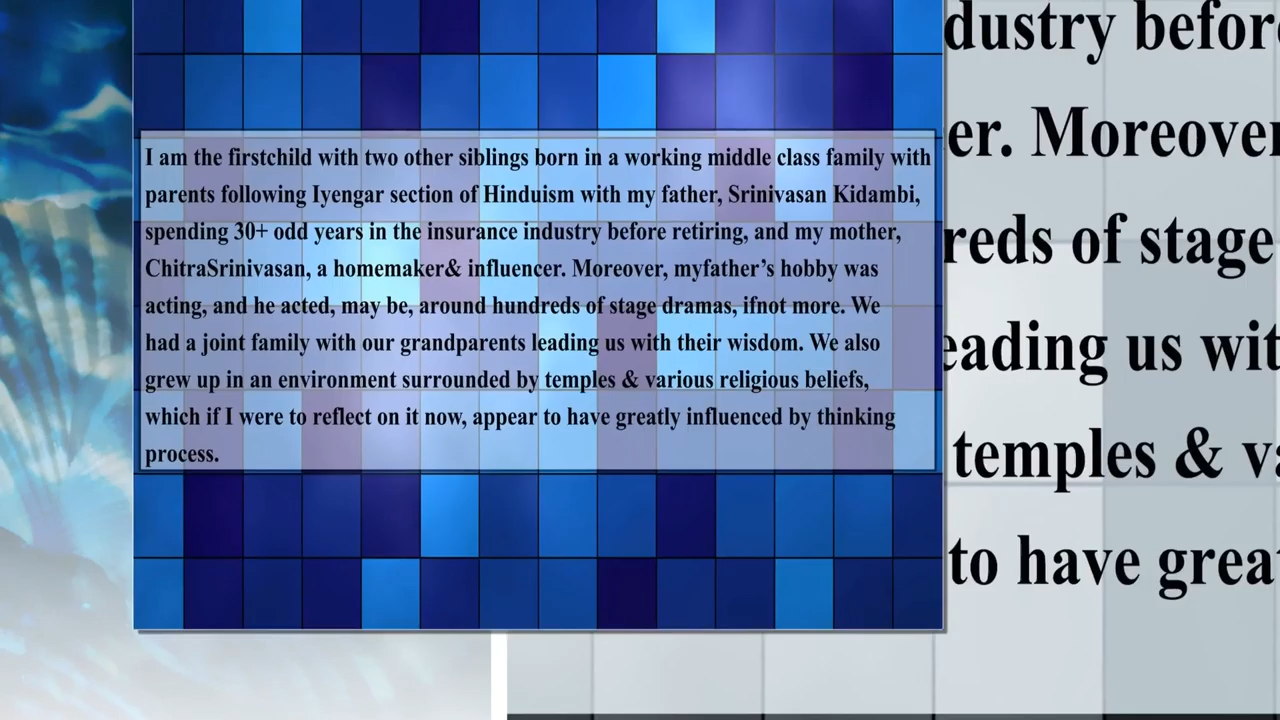 I am the firstchild with two other siblings born in a working middle class family with
parents following Iyengar section of Hinduism with my father, Srinivasan Kidambi,
spending 30+ odd years in the insurance industry before retiring, and my mother,
ChitraSrinivasan, a homemaker& influencer. Moreover, myfather’s hobby was
acting, and he acted, may be, around hundreds of stage dramas, ifnot more. We
had a joint family with our grandparents leading us with their wisdom. We also
grew up in an environment surrounded by temples & various religious beliefs,
which if I were to reflect on it now, appear to have greatly influenced by thinking
process.
dustry before
er. Moreover
reds of stage
eading us wit
temples & va
to have great